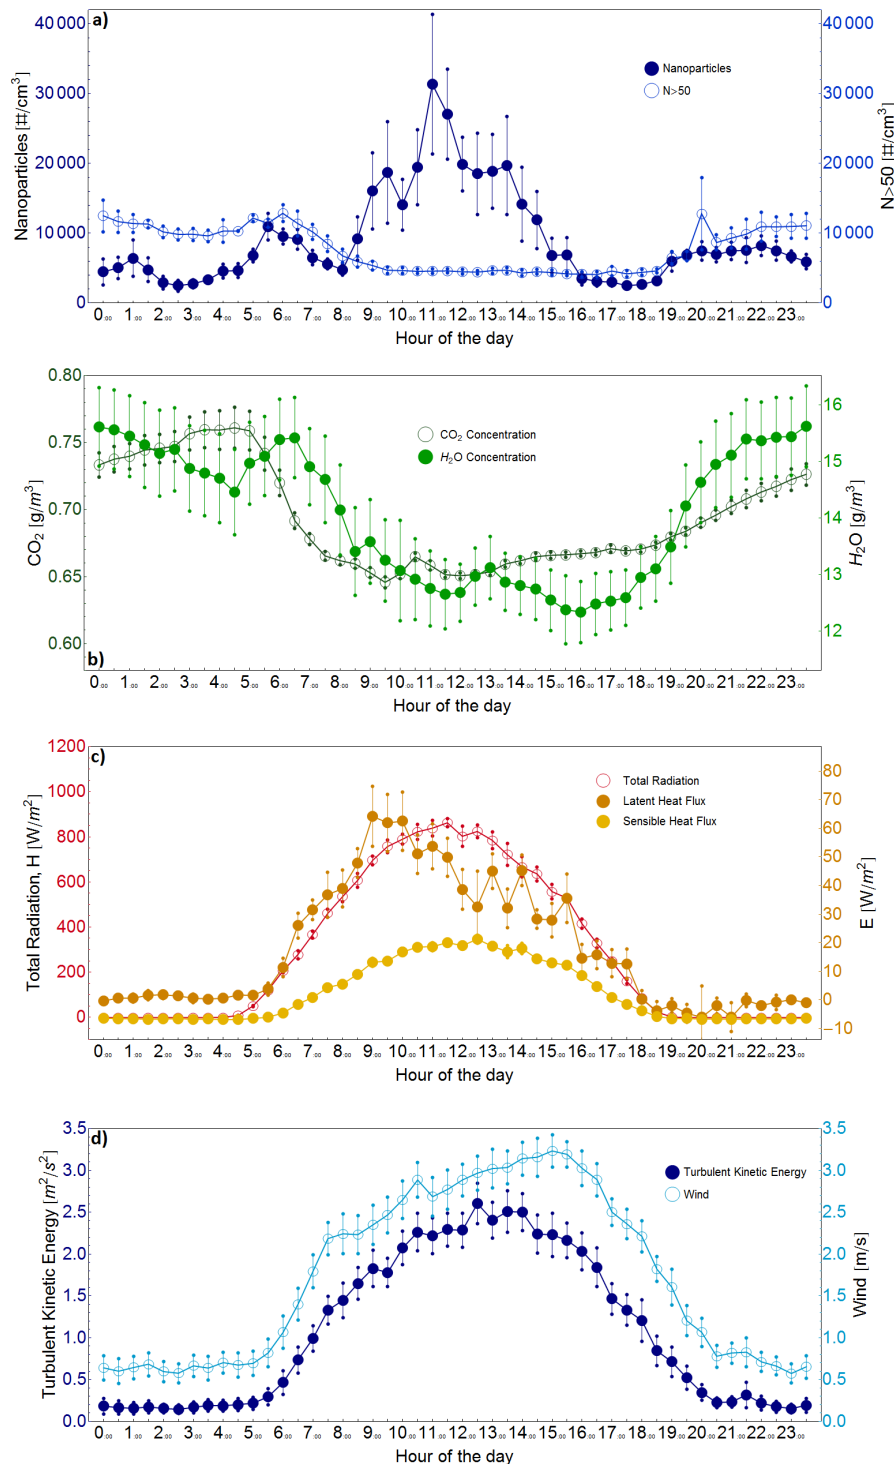 a)
40 000
30 000
20 000
10 000
0
Nanoparticles [#/cm³]
Nanoparticles
N>50
40 000
30 000
20 000
10 000
0
N>50 [#/cm³]
0:00 1:00 2:00 3:00 4:00 5:00 6:00 7:00 8:00 9:00 10:00 11:00 12:00 13:00 14:00 15:00 16:00 17:00 18:00 19:00 20:00 21:00 22:00 23:00
Hour of the day
0.80
0.75
0.70
0.65
0.60
CO₂ [g/m³]
CO₂ Concentration
H₂O Concentration
16
15
14
13
12
H₂O [g/m³]
b)
0:00 1:00 2:00 3:00 4:00 5:00 6:00 7:00 8:00 9:00 10:00 11:00 12:00 13:00 14:00 15:00 16:00 17:00 18:00 19:00 20:00 21:00 22:00 23:00
Hour of the day
c)
1200
1000
800
600
400
200
0
Total Radiation, H [W/m²]
Total Radiation
Latent Heat Flux
Sensible Heat Flux
80
70
60
50
40
30
20
10
0
−10
E [W/m²]
0:00 1:00 2:00 3:00 4:00 5:00 6:00 7:00 8:00 9:00 10:00 11:00 12:00 13:00 14:00 15:00 16:00 17:00 18:00 19:00 20:00 21:00 22:00 23:00
Hour of the day
d)
3.5
3.0
2.5
2.0
1.5
1.0
0.5
0.0
Turbulent Kinetic Energy [m²/s²]
Turbulent Kinetic Energy
Wind
3.5
3.0
2.5
2.0
1.5
1.0
0.5
0.0
Wind [m/s]
0:00 1:00 2:00 3:00 4:00 5:00 6:00 7:00 8:00 9:00 10:00 11:00 12:00 13:00 14:00 15:00 16:00 17:00 18:00 19:00 20:00 21:00 22:00 23:00
Hour of the day